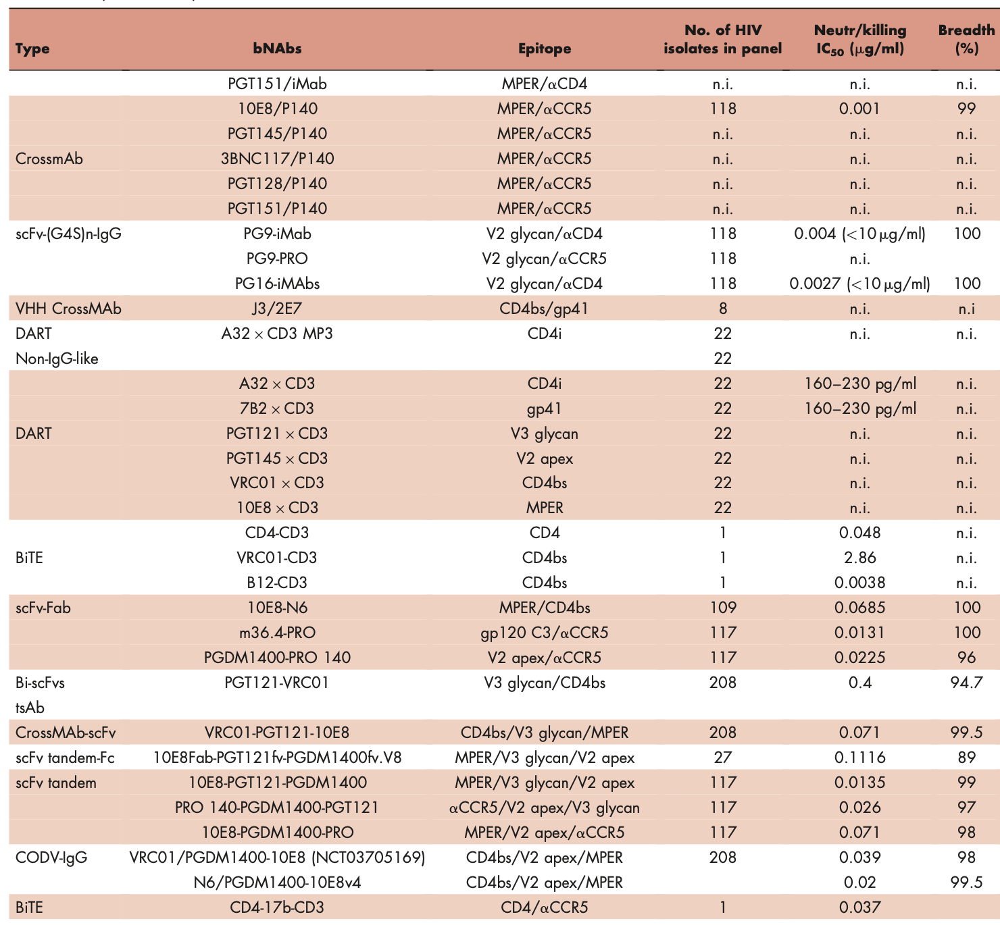 Type bNAbs Epitope No. of HIV isolates in panel Neutr/killing IC50 (μg/ml) Breadth (%)
PGT151/iMab MPER/αCD4 n.i. n.i. n.i.
10E8/P140 MPER/αCCR5 118 0.001 99
PGT145/P140 MPER/αCCR5 n.i. n.i. n.i.
CrossmAb 3BNC117/P140 MPER/αCCR5 n.i. n.i. n.i.
PGT128/P140 MPER/αCCR5 n.i. n.i. n.i.
PGT151/P140 MPER/αCCR5 n.i. n.i. n.i.
scFv-(G4S)n-IgG PG9-iMab V2 glycan/αCD4 118 0.004 (<10 μg/ml) 100
PG9-PRO V2 glycan/αCCR5 118 n.i.
PG16-iMAbs V2 glycan/αCD4 118 0.0027 (<10 μg/ml) 100
VHH CrossMAb J3/2E7 CD4bs/gp41 8 n.i. n.i
DART A32 × CD3 MP3 CD4i 22 n.i. n.i.
Non-IgG-like 22
A32 × CD3 CD4i 22 160–230 pg/ml n.i.
7B2 × CD3 gp41 22 160–230 pg/ml n.i.
DART PGT121 × CD3 V3 glycan 22 n.i. n.i.
PGT145 × CD3 V2 apex 22 n.i. n.i.
VRC01 × CD3 CD4bs 22 n.i. n.i.
10E8 × CD3 MPER 22 n.i. n.i.
CD4-CD3 CD4 1 0.048 n.i.
BiTE VRC01-CD3 CD4bs 1 2.86 n.i.
B12-CD3 CD4bs 1 0.0038 n.i.
scFv-Fab 10E8-N6 MPER/CD4bs 109 0.0685 100
m36.4-PRO gp120 C3/αCCR5 117 0.0131 100
PGDM1400-PRO 140 V2 apex/αCCR5 117 0.0225 96
Bi-scFvs PGT121-VRC01 V3 glycan/CD4bs 208 0.4 94.7
tsAb
CrossMAb-scFv VRC01-PGT121-10E8 CD4bs/V3 glycan/MPER 208 0.071 99.5
scFv tandem-Fc 10E8Fab-PGT121fv-PGDM1400fv.V8 MPER/V3 glycan/V2 apex 27 0.1116 89
scFv tandem 10E8-PGT121-PGDM1400 MPER/V3 glycan/V2 apex 117 0.0135 99
PRO 140-PGDM1400-PGT121 αCCR5/V2 apex/V3 glycan 117 0.026 97
10E8-PGDM1400-PRO MPER/V2 apex/αCCR5 117 0.071 98
CODV-IgG VRC01/PGDM1400-10E8 (NCT03705169) CD4bs/V2 apex/MPER 208 0.039 98
N6/PGDM1400-10E8v4 CD4bs/V2 apex/MPER 0.02 99.5
BiTE CD4-17b-CD3 CD4/αCCR5 1 0.037